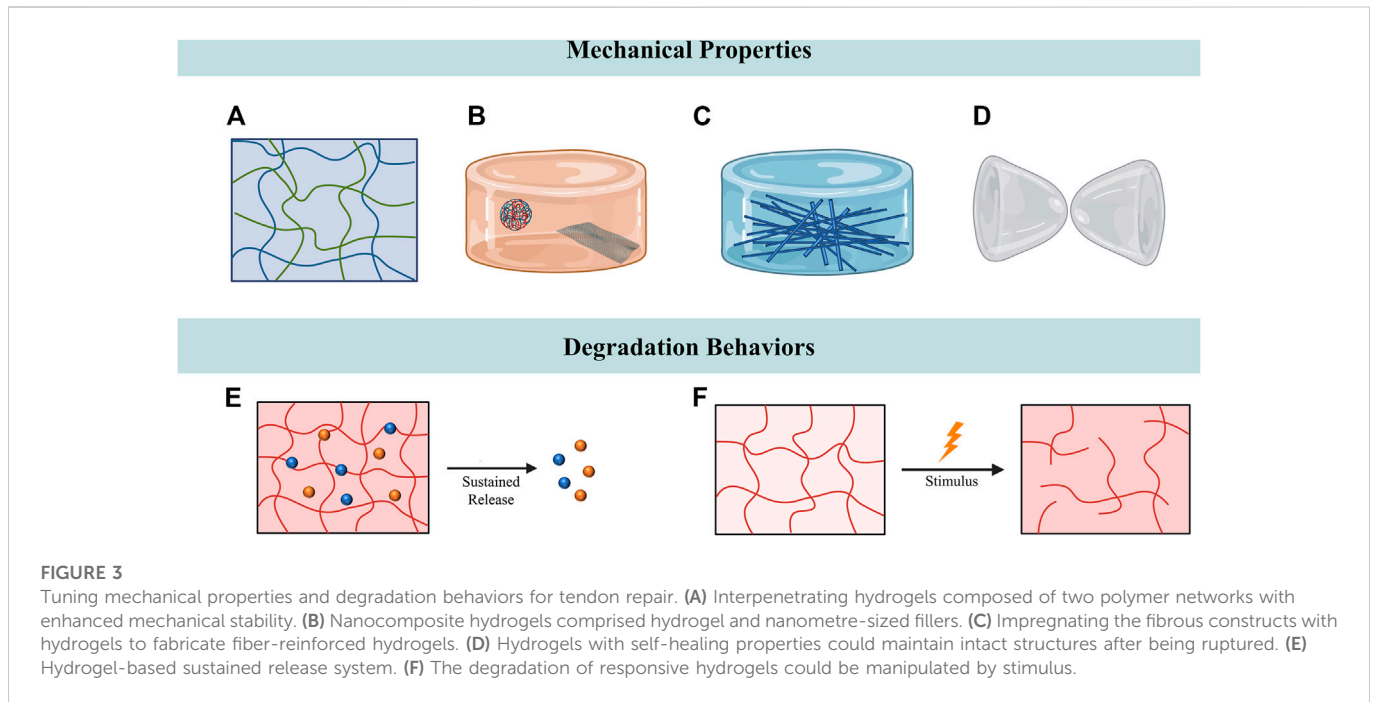 Mechanical Properties
A
B
C
D
Degradation Behaviors
E
Sustained
Release
F
Stimulus
FIGURE 3
Tuning mechanical properties and degradation behaviors for tendon repair. (A) Interpenetrating hydrogels composed of two polymer networks with
enhanced mechanical stability. (B) Nanocomposite hydrogels comprised hydrogel and nanometre-sized fillers. (C) Impregnating the fibrous constructs with
hydrogels to fabricate fiber-reinforced hydrogels. (D) Hydrogels with self-healing properties could maintain intact structures after being ruptured. (E)
Hydrogel-based sustained release system. (F) The degradation of responsive hydrogels could be manipulated by stimulus.